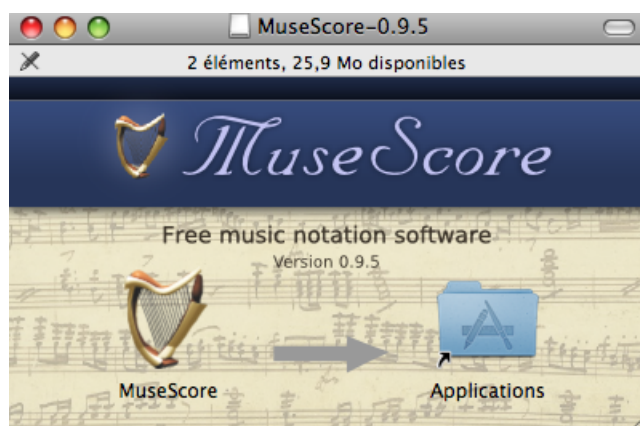 MuseScore-0.9.5
2 éléments, 25,9 Mo disponibles
MuseScore
Free music notation software
Version 0.9.5
MuseScore
Applications